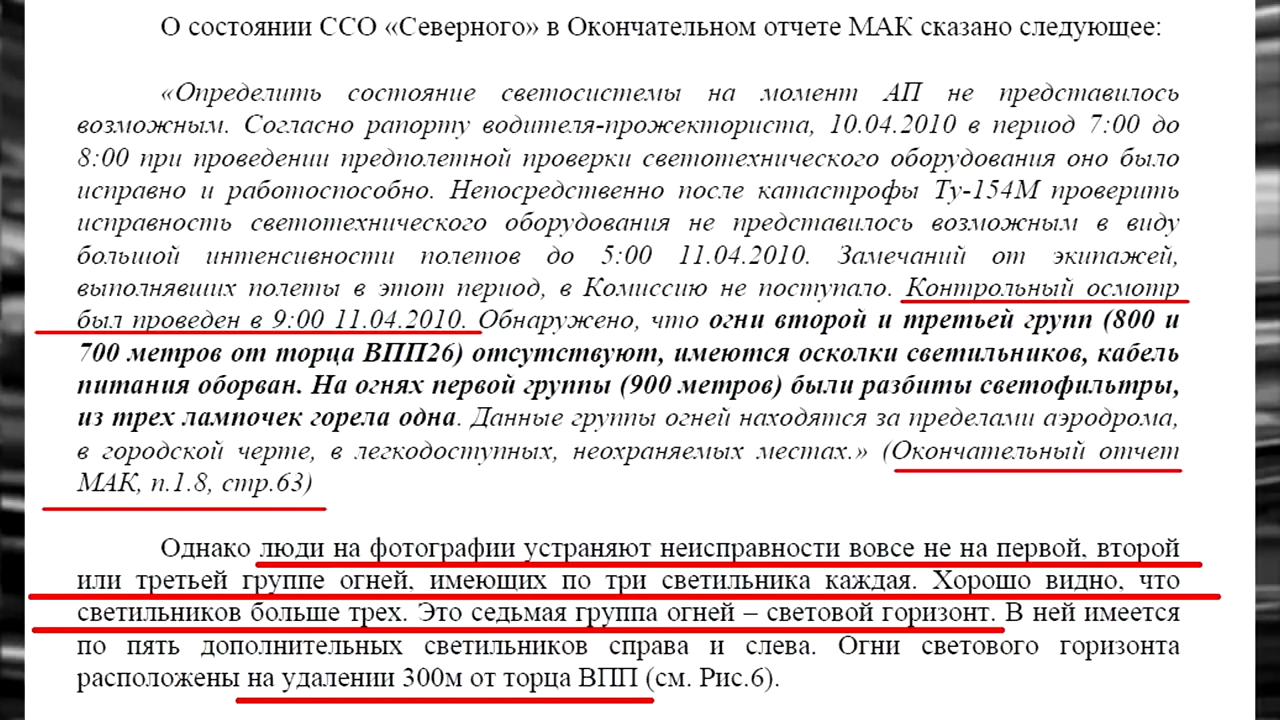 О состоянии ССО «Северного» в Окончательном отчете МАК сказано следующее:
«Определить состояние светосистемы на момент АП не представилось
возможным. Согласно рапорту водителя-прожекториста, 10.04.2010 в период 7:00 до
8:00 при проведении предполетной проверки светотехнического оборудования оно было
исправно и работоспособно. Непосредственно после катастрофы Ту-154М проверить
исправность светотехнического оборудования не представилось возможным в виду
большой интенсивности полетов до 5:00 11.04.2010. Замечаний от экипажей,
выполнявших полеты в этот период, в Комиссию не поступало. Контрольный осмотр
был проведен в 9:00 11.04.2010. Обнаружено, что огни второй и третьей групп (800 и
700 метров от торца ВПП26) отсутствуют, имеются осколки светильников, кабель
питания оборван. На огнях первой группы (900 метров) были разбиты светофильтры,
из трех лампочек горела одна. Данные группы огней находятся за пределами аэродрома,
в городской черте, в легкодоступных, неохраняемых местах.» (Окончательный отчет
МАК, п.1.8, стр.63)
Однако люди на фотографии устраняют неисправности вовсе не на первой, второй
или третьей группе огней, имеющих по три светильника каждая. Хорошо видно, что
светильников больше трех. Это седьмая группа огней – световой горизонт. В ней имеется
по пять дополнительных светильников справа и слева. Огни светового горизонта
расположены на удалении 300м от торца ВПП (см. Рис.6).